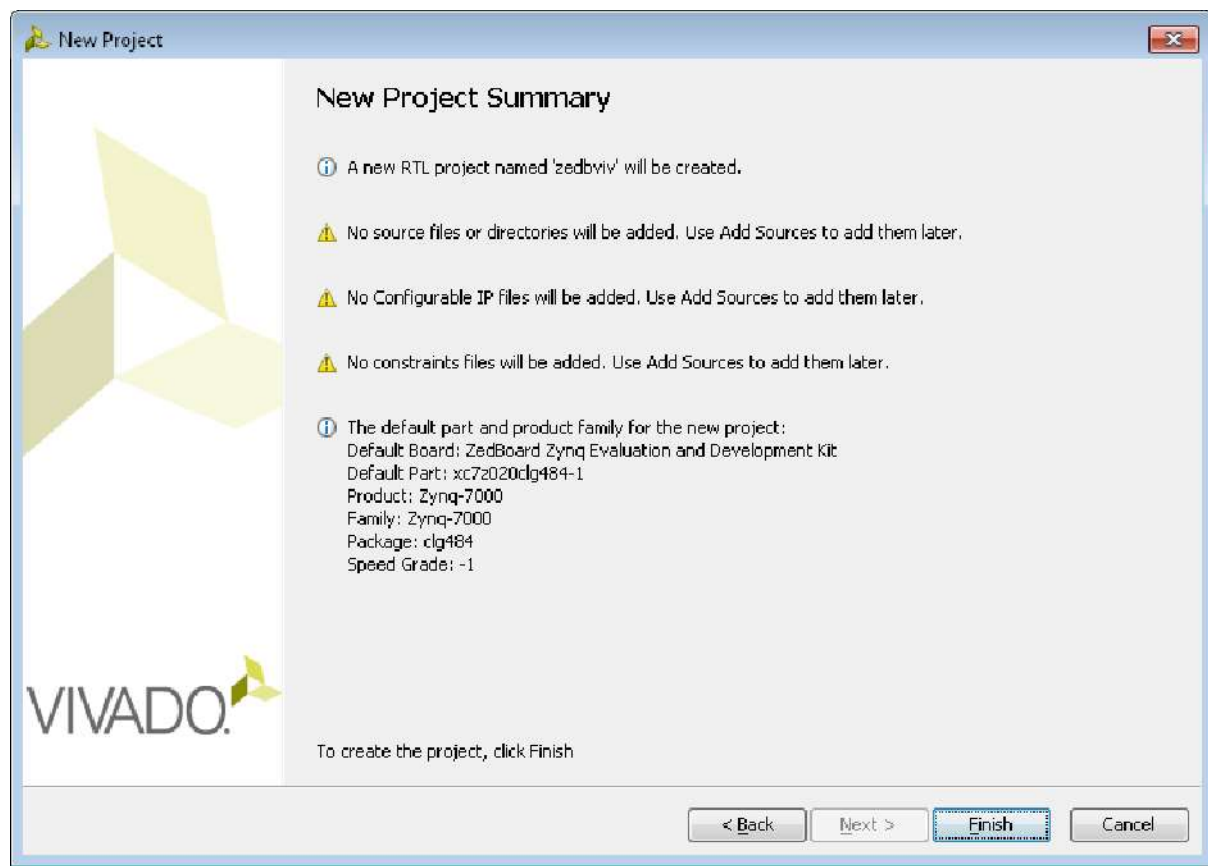 New Project
New Project Summary
A new RTL project named 'zedbviv' will be created.
No source files or directories will be added. Use Add Sources to add them later.
No Configurable IP files will be added. Use Add Sources to add them later.
No constraints files will be added. Use Add Sources to add them later.
The default part and product family for the new project:
Default Board: ZedBoard Zynq Evaluation and Development Kit
Default Part: xc7z020clg484-1
Product: Zynq-7000
Family: Zynq-7000
Package: clg484
Speed Grade: -1
VIVADO.
To create the project, click Finish
< Back Next > Finish Cancel